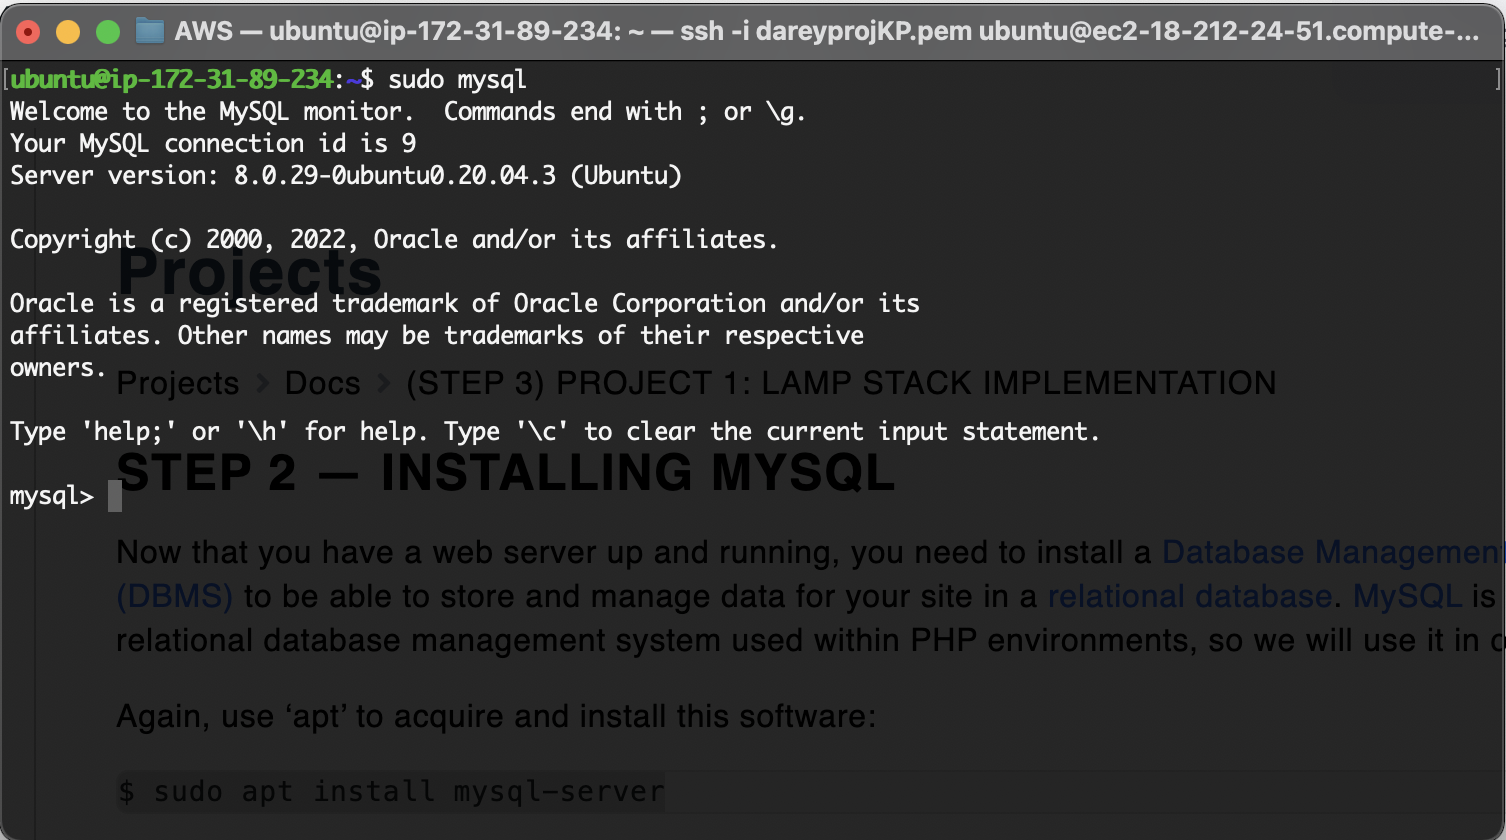 AWS — ubuntu@ip-172-31-89-234: ~ — ssh -i dareyprojKP.pem ubuntu@ec2-18-212-24-51.compute-...
[ubuntu@ip-172-31-89-234:~$ sudo mysql ]
Welcome to the MySQL monitor.  Commands end with ; or \g.
Your MySQL connection id is 9
Server version: 8.0.29-0ubuntu0.20.04.3 (Ubuntu)
Copyright (c) 2000, 2022, Oracle and/or its affiliates.
Projects
Oracle is a registered trademark of Oracle Corporation and/or its
affiliates. Other names may be trademarks of their respective
owners.
Projects > Docs > (STEP 3) PROJECT 1: LAMP STACK IMPLEMENTATION
Type 'help;' or '\h' for help. Type '\c' to clear the current input statement.
STEP 2 — INSTALLING MYSQL
mysql>
Now that you have a web server up and running, you need to install a Database Management
(DBMS) to be able to store and manage data for your site in a relational database. MySQL is
relational database management system used within PHP environments, so we will use it in
Again, use ‘apt’ to acquire and install this software:
$ sudo apt install mysql-server